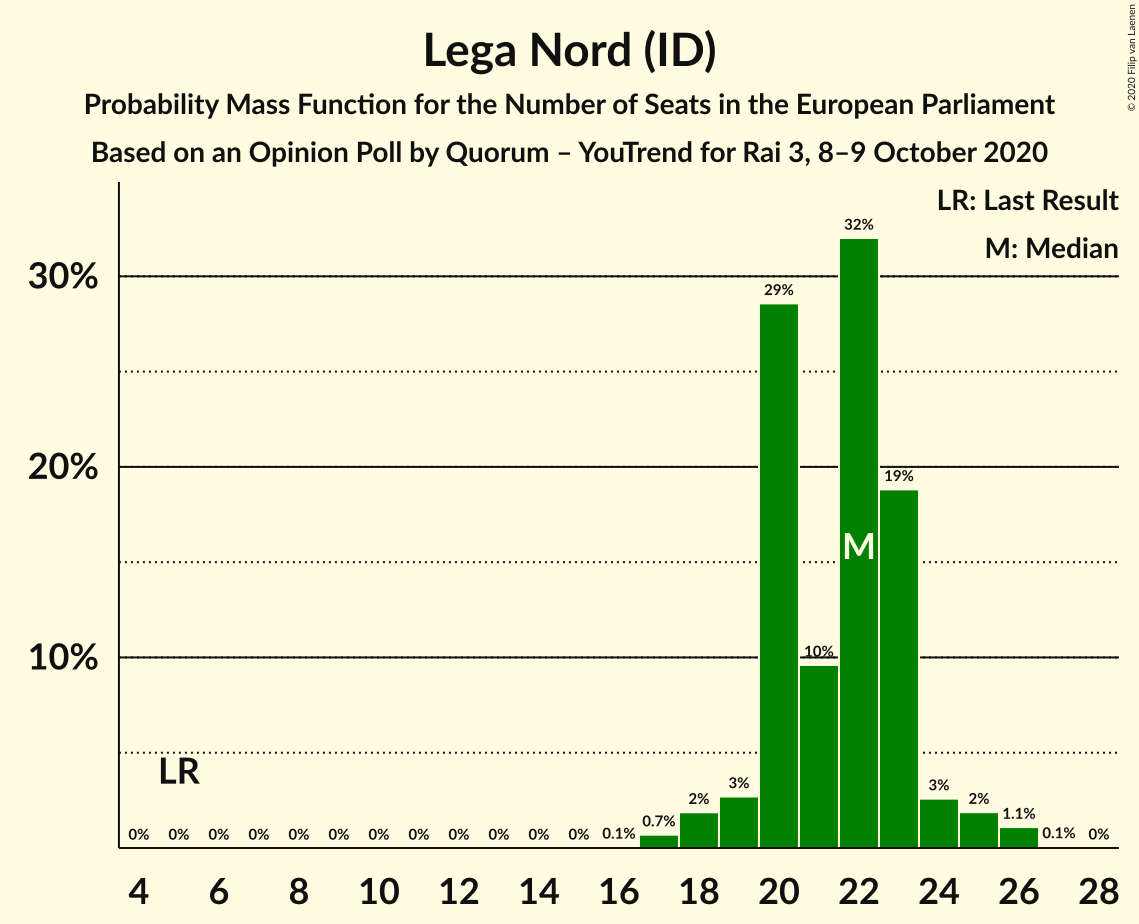 Lega Nord (ID)
Probability Mass Function for the Number of Seats in the European Parliament
Based on an Opinion Poll by Quorum – YouTrend for Rai 3, 8–9 October 2020
© 2020 Filip van Laenen
LR: Last Result
M: Median
30%
20%
10%
LR
M
0% 0% 0% 0% 0% 0% 0% 0% 0% 0% 0% 0% 0.1% 0.7% 2% 3% 29% 10% 32% 19% 3% 2% 1.1% 0.1% 0%
4 6 8 10 12 14 16 18 20 22 24 26 28